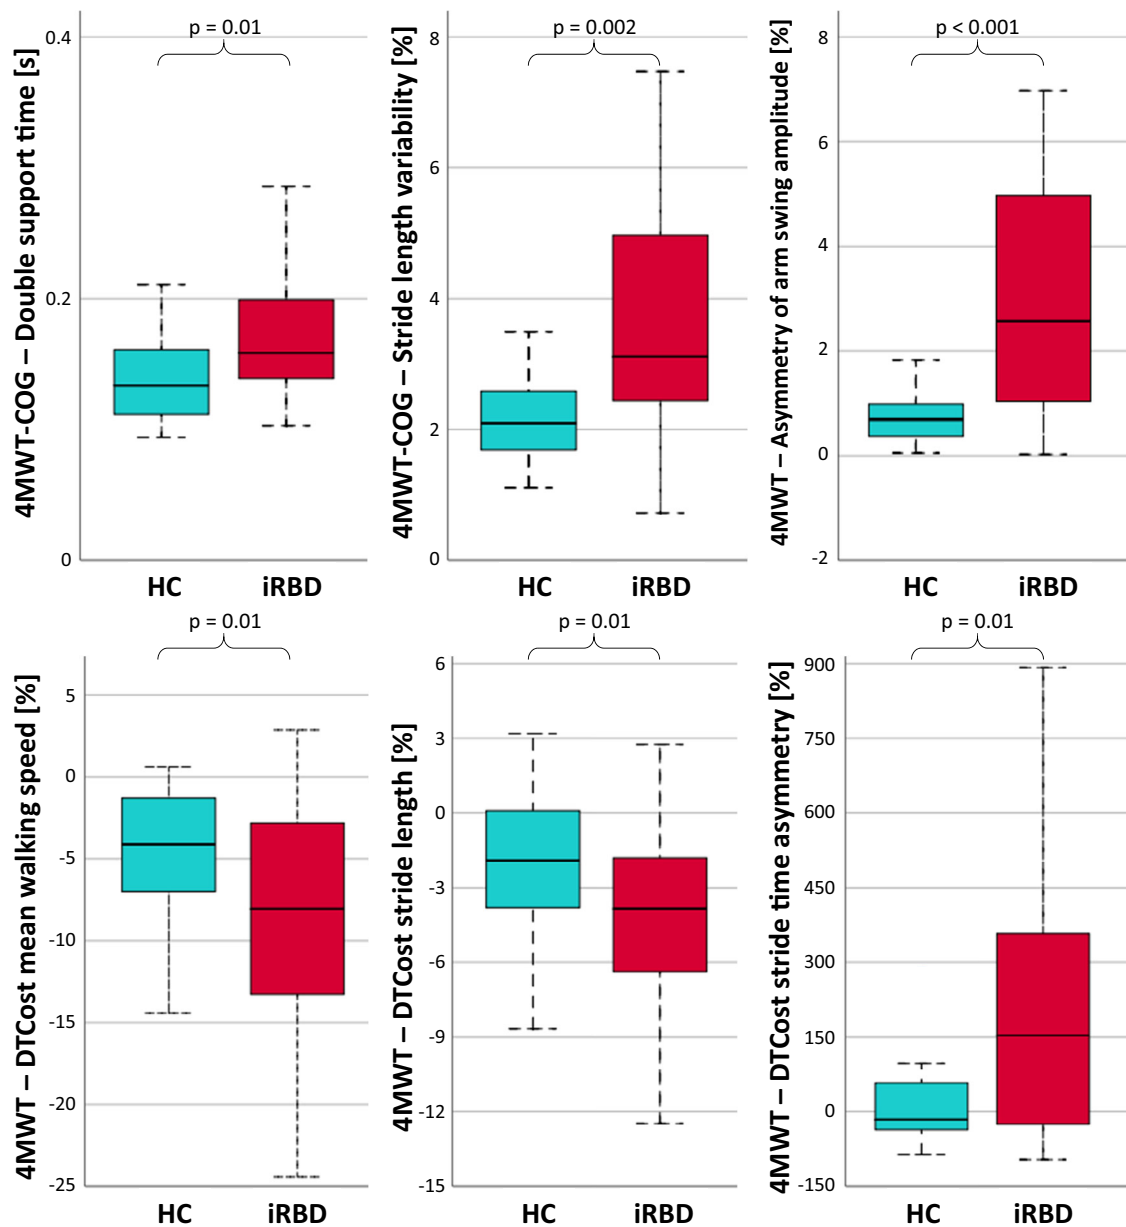 p = 0.01
4MWT-COG – Double support time [s]
0.4
0.2
0
HC iRBD
p = 0.002
4MWT-COG – Stride length variability [%]
8
6
4
2
0
HC iRBD
p < 0.001
4MWT – Asymmetry of arm swing amplitude [%]
8
6
4
2
0
-2
HC iRBD
p = 0.01
4MWT – DTCost mean walking speed [%]
5
0
-5
-10
-15
-20
-25
HC iRBD
p = 0.01
4MWT – DTCost stride length [%]
6
3
0
-3
-6
-9
-12
-15
HC iRBD
p = 0.01
4MWT – DTCost stride time asymmetry [%]
900
750
600
450
300
150
0
-150
HC iRBD